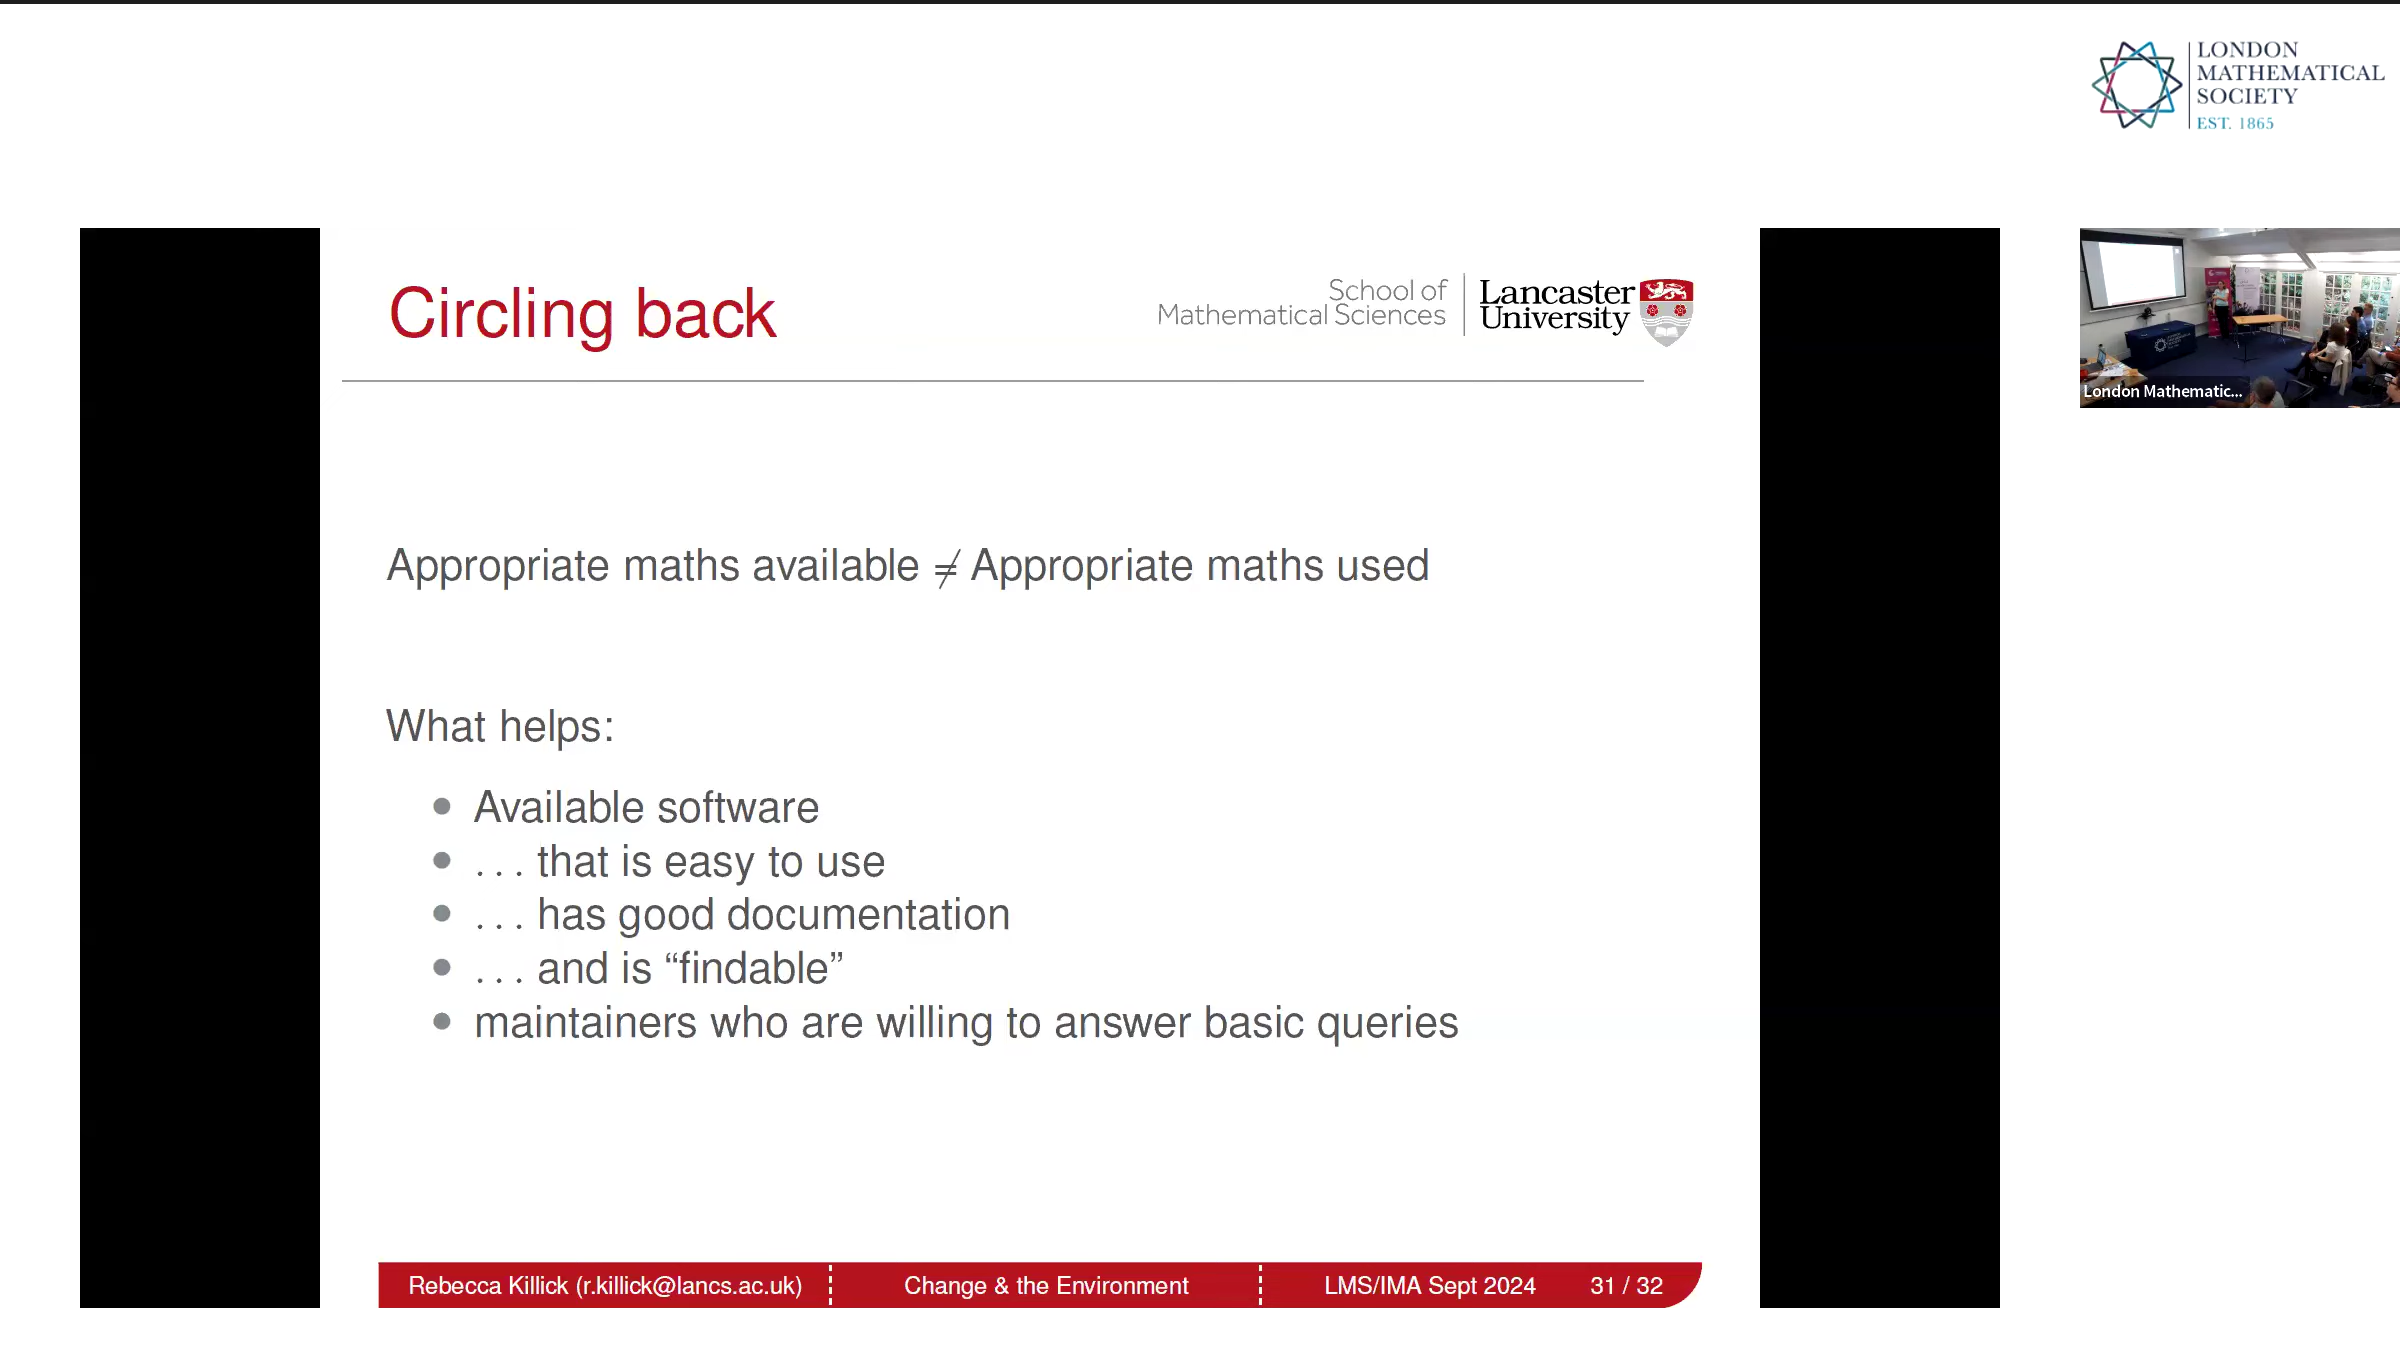 LONDON
MATHEMATICAL
SOCIETY
EST. 1865
Circling back
School of
Mathematical Sciences
Lancaster
University
London Mathematic...
Appropriate maths available ≠ Appropriate maths used
What helps:
• Available software
• . . . that is easy to use
• . . . has good documentation
• . . . and is “findable”
• maintainers who are willing to answer basic queries
Rebecca Killick (r.killick@lancs.ac.uk) Change & the Environment LMS/IMA Sept 2024 31 / 32